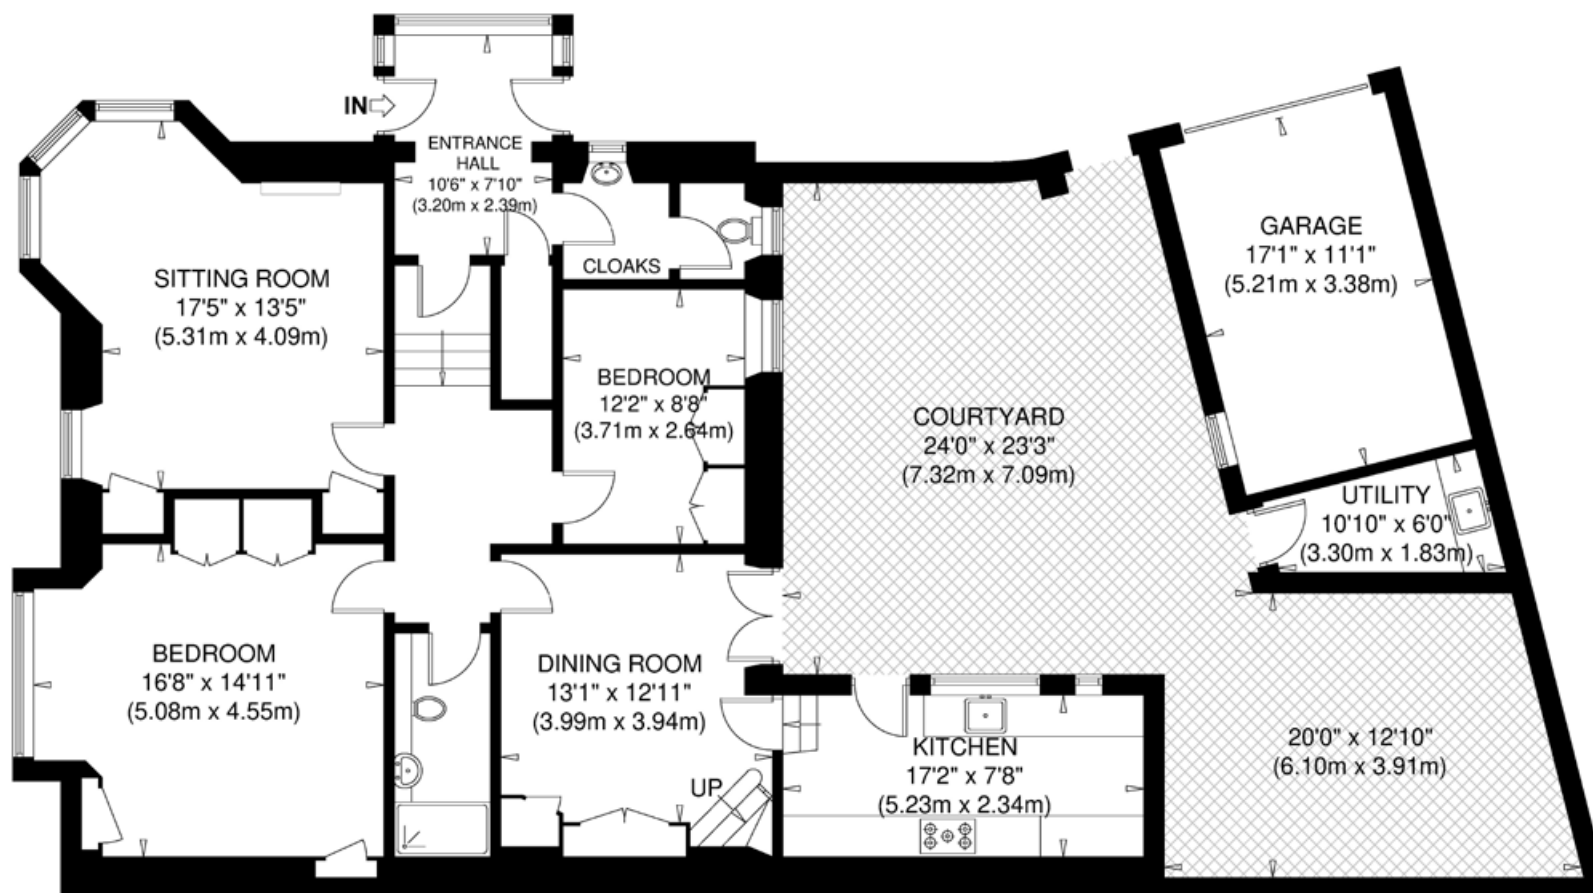 IN
ENTRANCE
HALL
10'6" x 7'10"
(3.20m x 2.39m)
CLOAKS
SITTING ROOM
17'5" x 13'5"
(5.31m x 4.09m)
BEDROOM
12'2" x 8'8"
(3.71m x 2.64m)
COURTYARD
24'0" x 23'3"
(7.32m x 7.09m)
GARAGE
17'1" x 11'1"
(5.21m x 3.38m)
UTILITY
10'10" x 6'0"
(3.30m x 1.83m)
BEDROOM
16'8" x 14'11"
(5.08m x 4.55m)
DINING ROOM
13'1" x 12'11"
(3.99m x 3.94m)
UP
KITCHEN
17'2" x 7'8"
(5.23m x 2.34m)
20'0" x 12'10"
(6.10m x 3.91m)